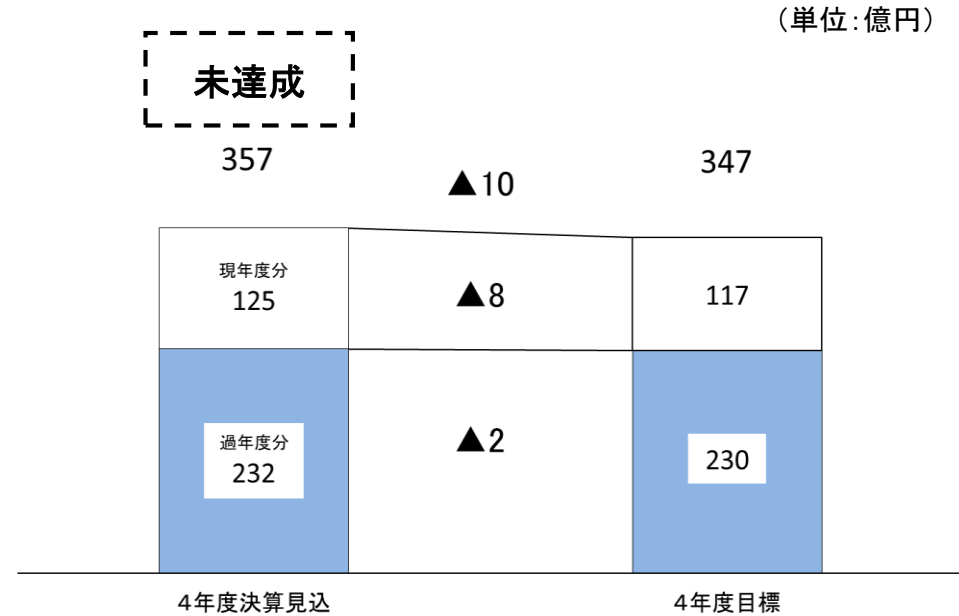 （単位：億円）
未達成
357
▲10
347
現年度分
125
▲8
117
過年度分
232
▲2
230
４年度決算見込
４年度目標